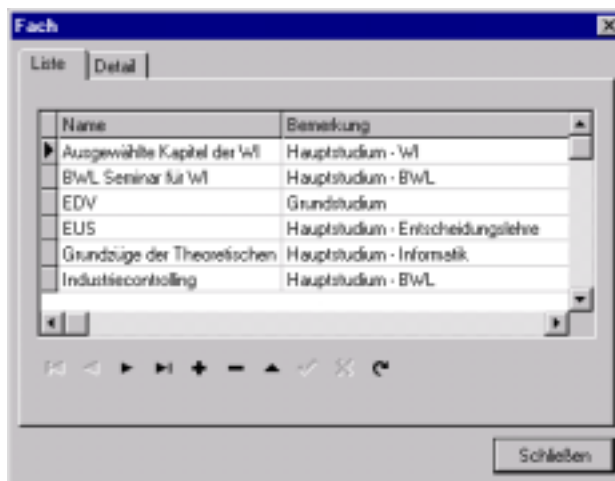 Fach
Liste Detail
Name Bemerkung
Ausgewählte Kapitel der WI Hauptstudium - WI
BWL Seminar für WI Hauptstudium - BWL
EDV Grundstudium
EUS Hauptstudium - Entscheidungslehre
Grundzüge der Theoretischen Hauptstudium - Informatik
Industriecontrolling Hauptstudium - BWL
Schließen